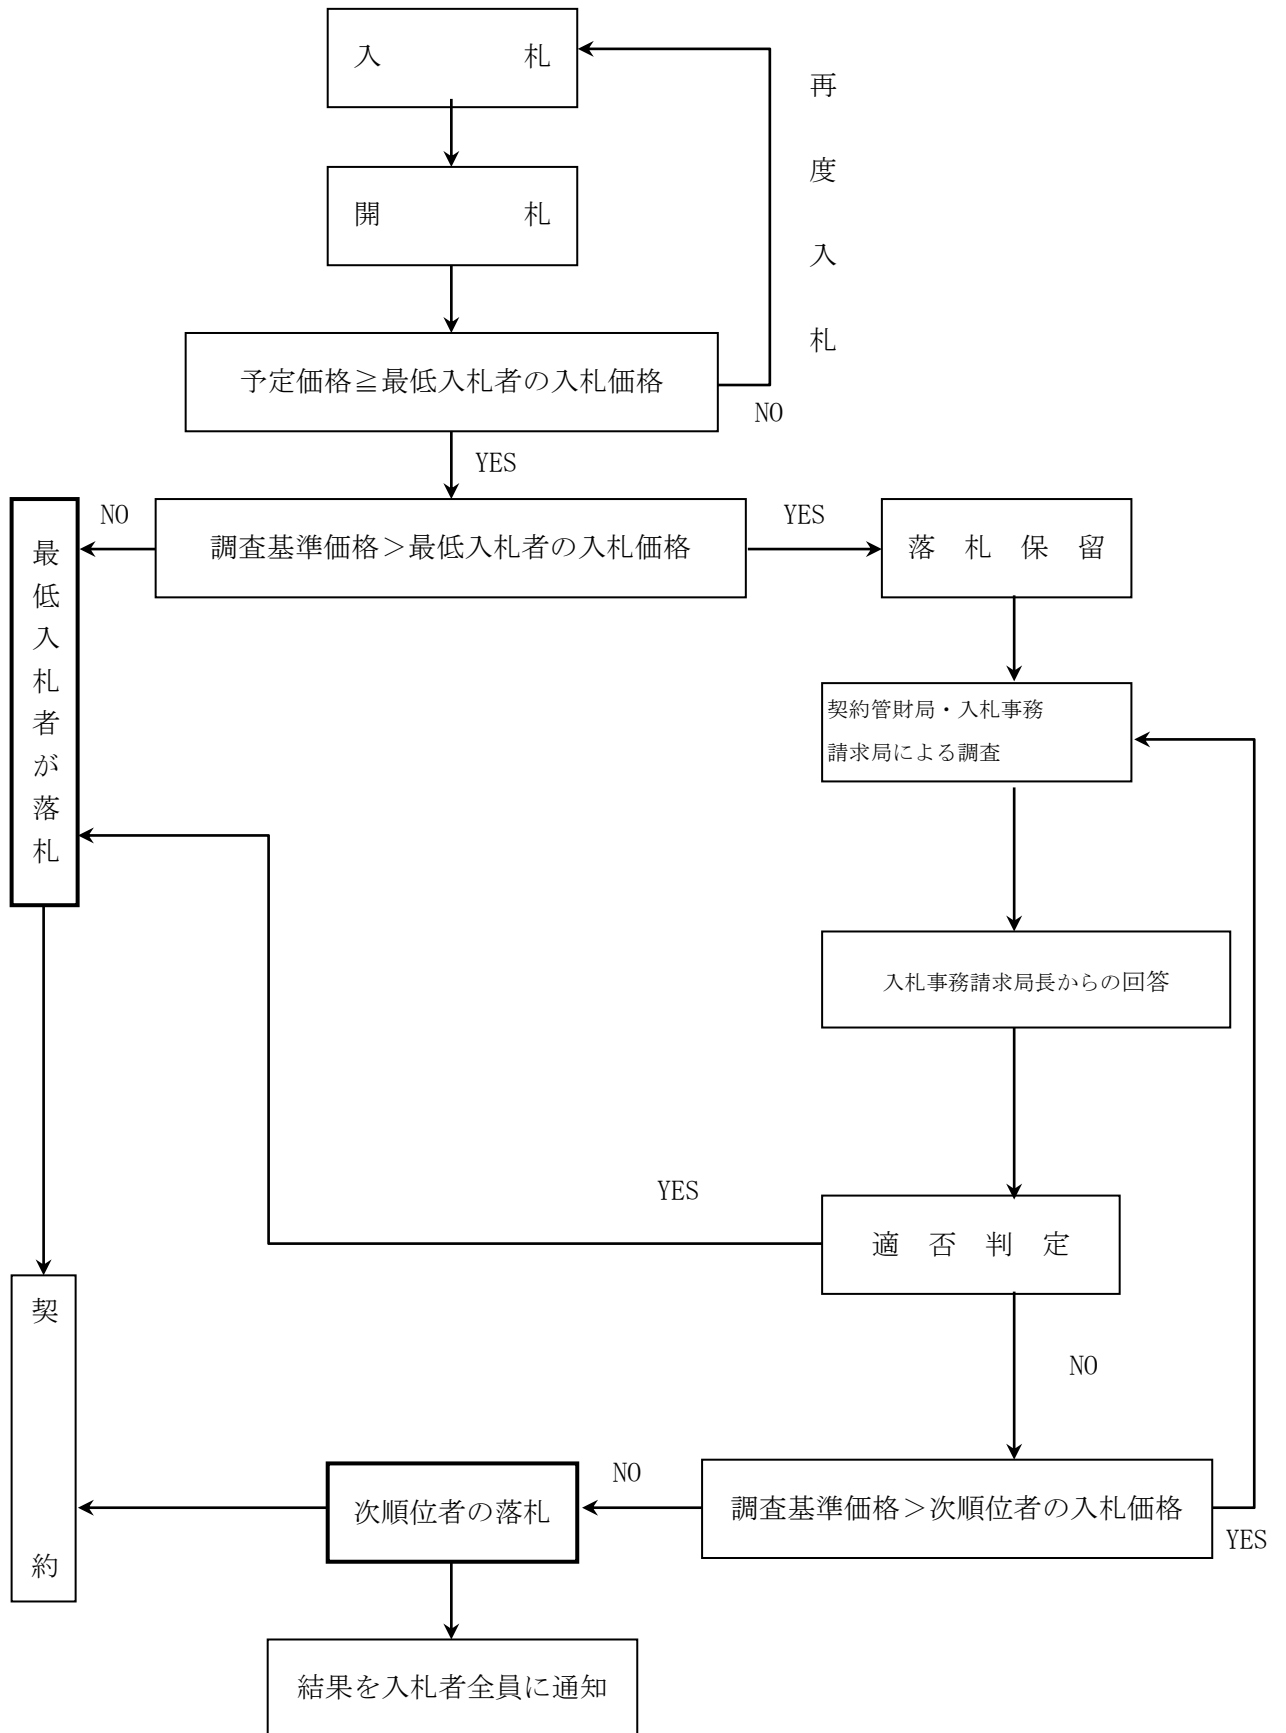 入　　　札
再度入札
開　　　札
予定価格≧最低入札者の入札価格
NO
YES
NO
調査基準価格＞最低入札者の入札価格
YES
落　札　保　留
最低入札者が落札
契約管財局・入札事務
請求局による調査
入札事務請求局長からの回答
YES
適　否　判　定
NO
契　　　約
次順位者の落札
NO
調査基準価格＞次順位者の入札価格
YES
結果を入札者全員に通知